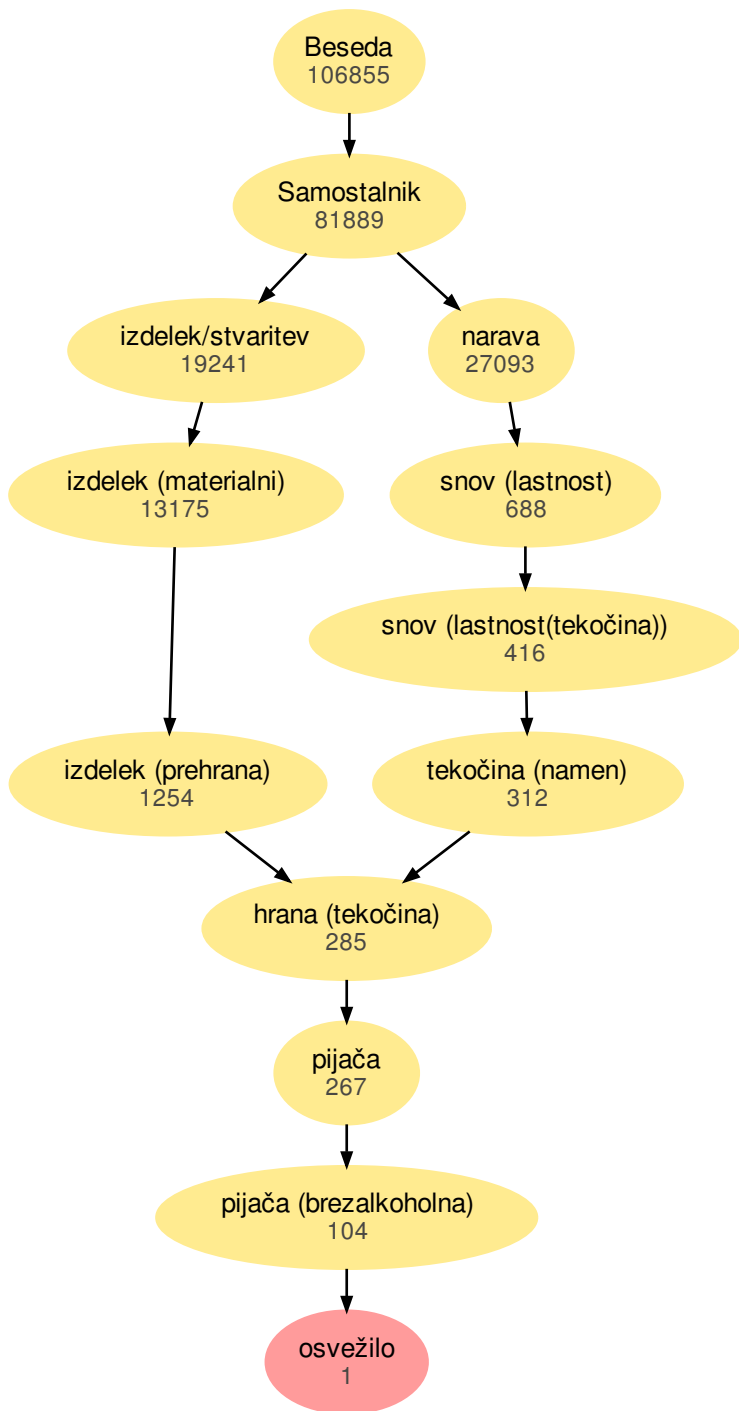 Beseda
106855
Samostalnik
81889
izdelek/stvaritev
19241
narava
27093
izdelek (materialni)
13175
snov (lastnost)
688
snov (lastnost(tekočina))
416
izdelek (prehrana)
1254
tekočina (namen)
312
hrana (tekočina)
285
pijača
267
pijača (brezalkoholna)
104
osvežilo
1